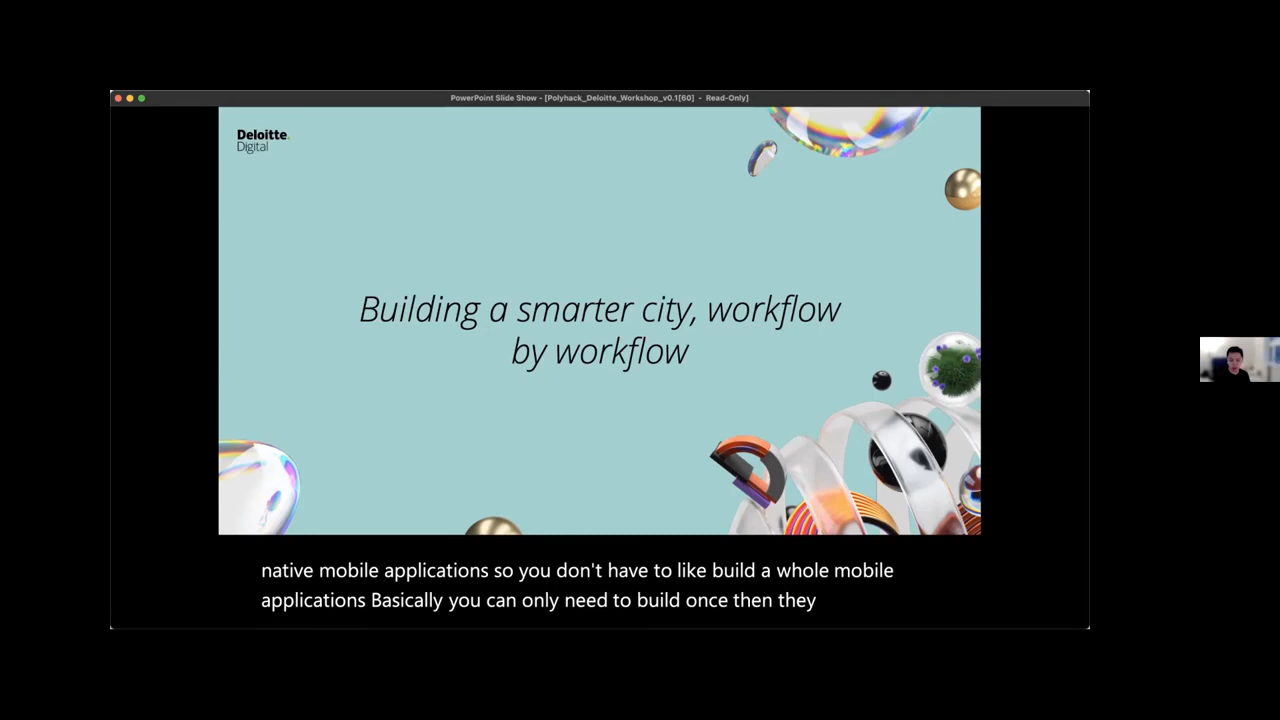 PowerPoint Slide Show - [Polyhack_Deloitte_Workshop_v0.1[60] - Read-Only]
Deloitte.
Digital
Building a smarter city, workflow
by workflow
native mobile applications so you don't have to like build a whole mobile
applications Basically you can only need to build once then they